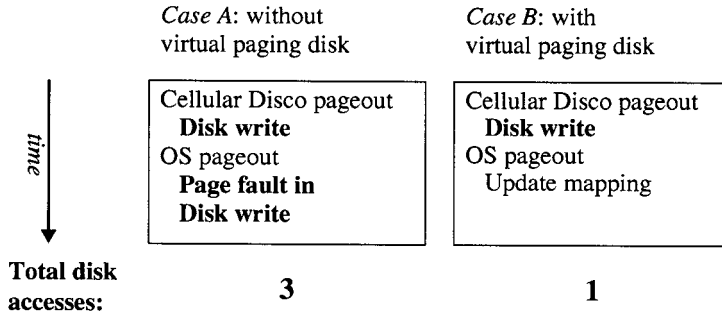 Case A: without
virtual paging disk
Case B: with
virtual paging disk
time
Cellular Disco pageout
Disk write
OS pageout
Page fault in
Disk write
Cellular Disco pageout
Disk write
OS pageout
Update mapping
Total disk
accesses:
3
1